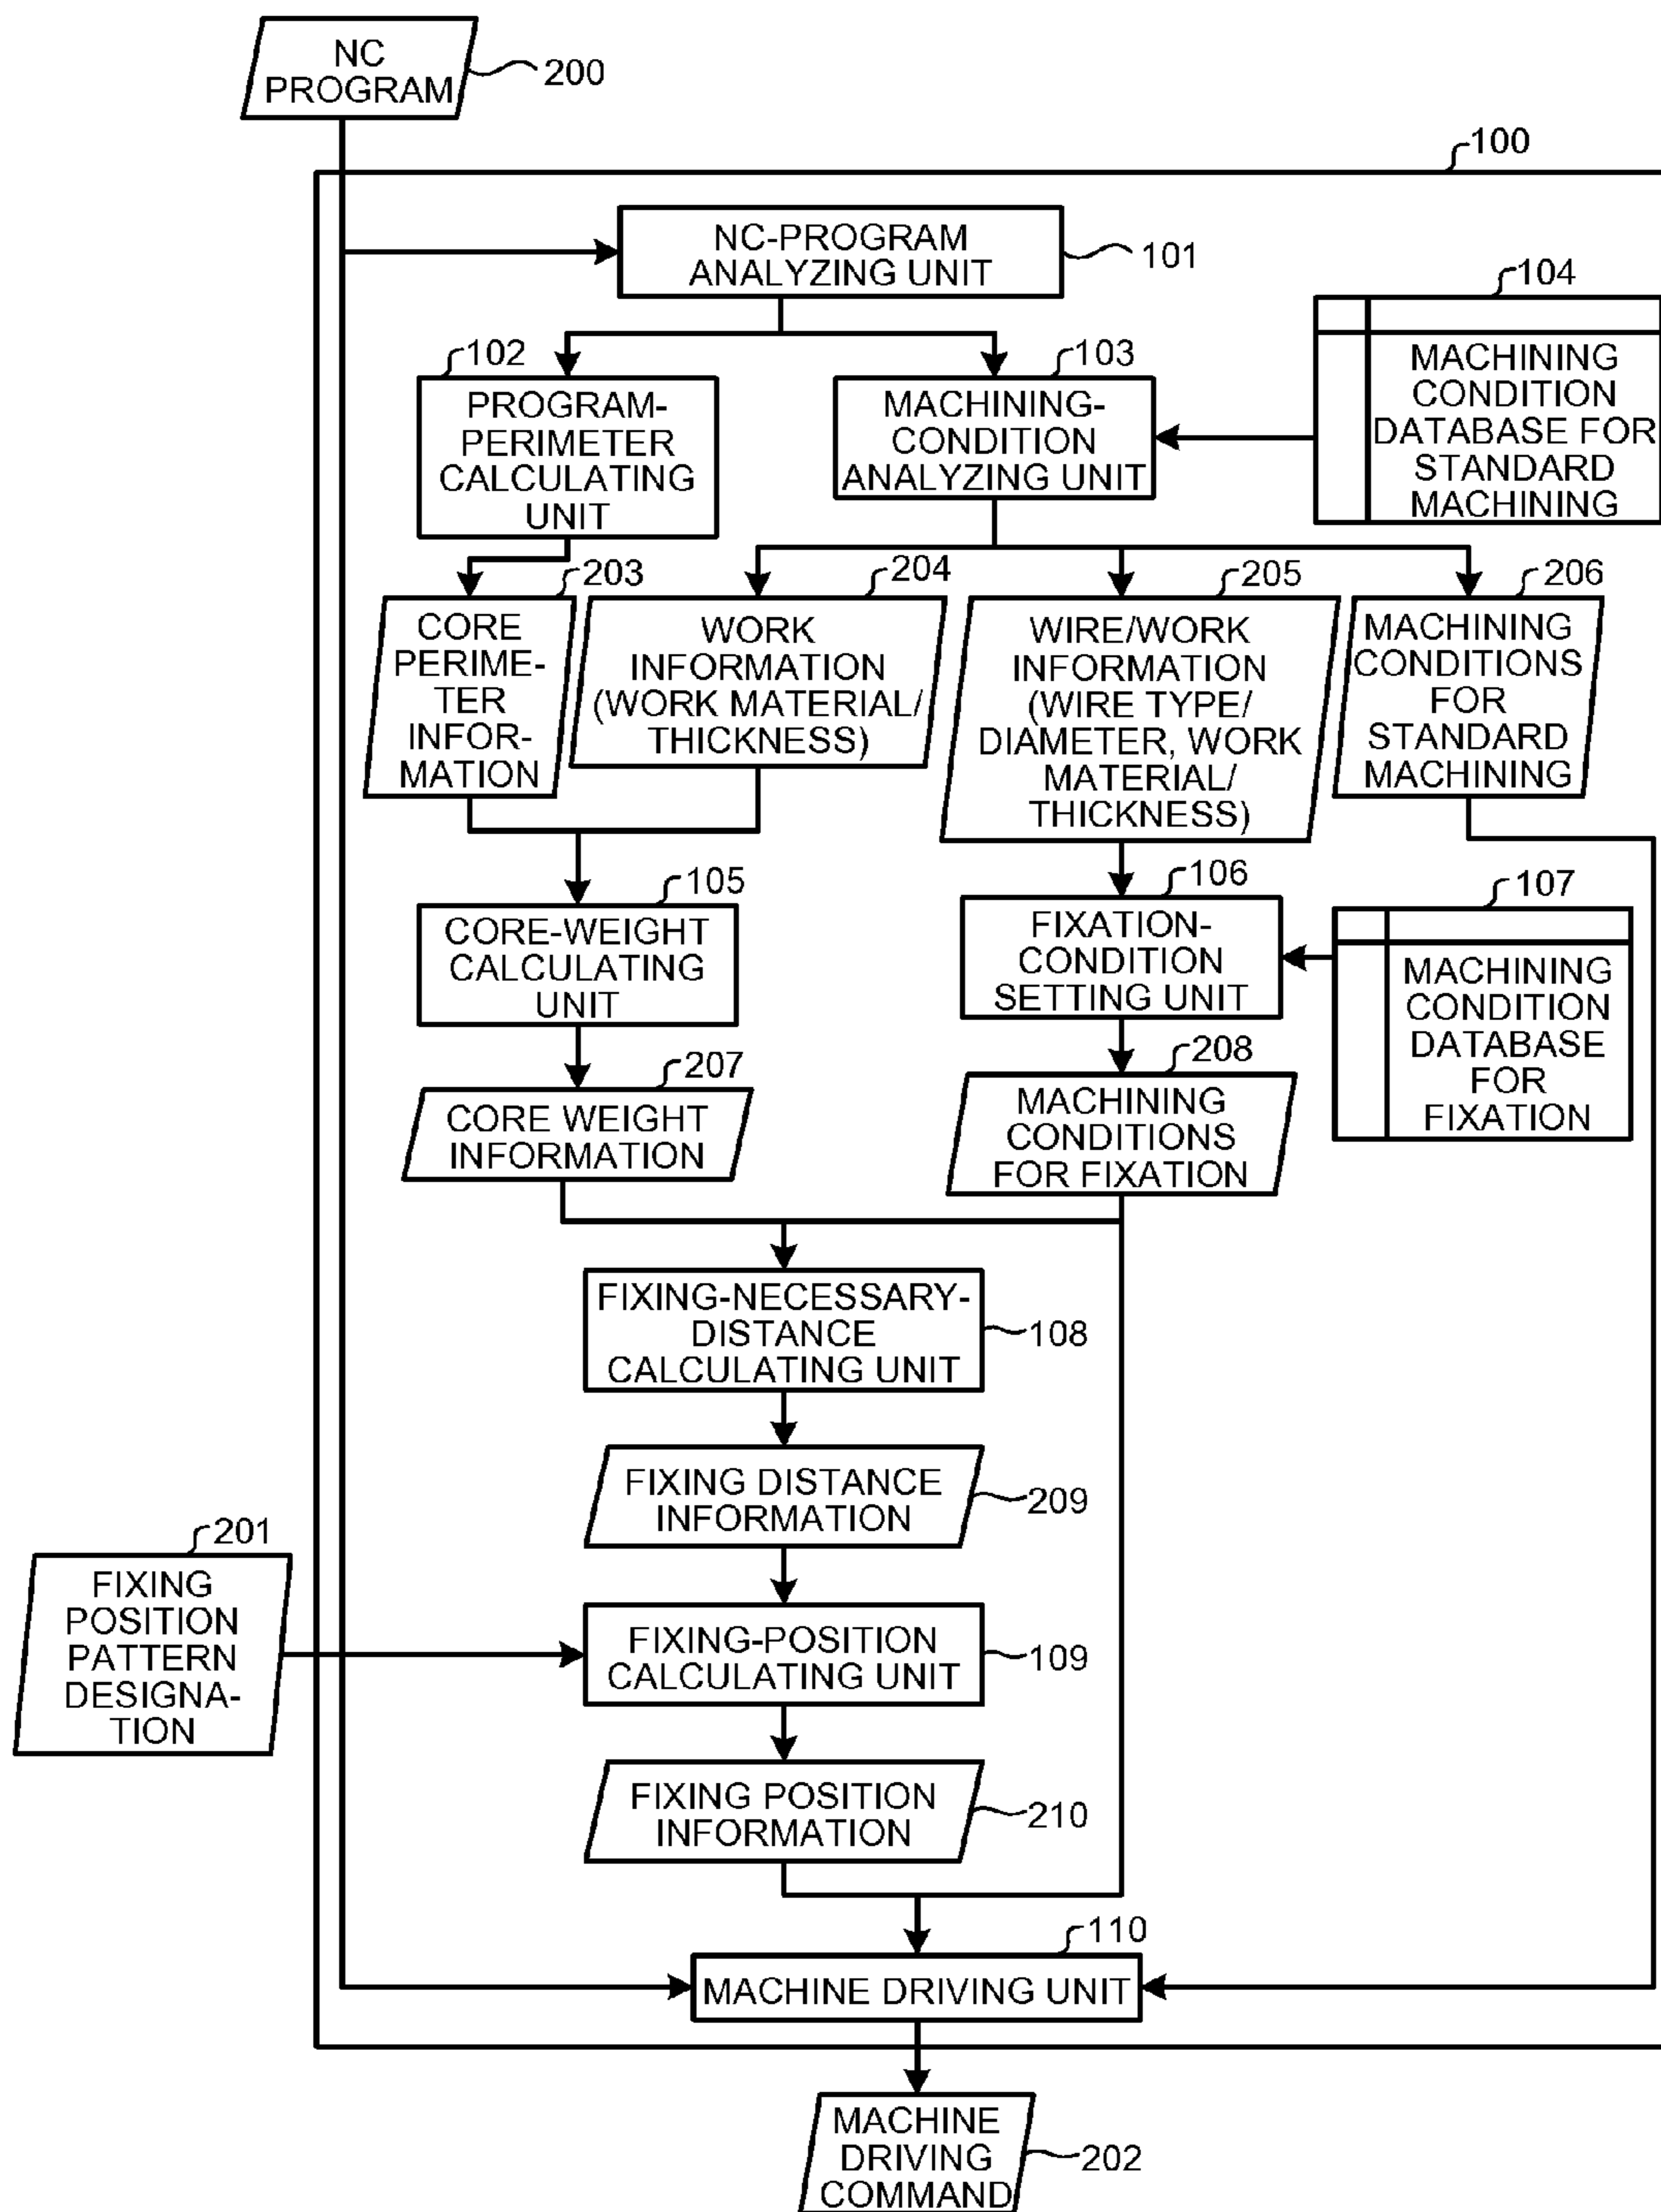 NC
PROGRAM
200
100
NC-PROGRAM
ANALYZING UNIT
101
104
MACHINING
CONDITION
DATABASE FOR
STANDARD
MACHINING
102
PROGRAM-
PERIMETER
CALCULATING
UNIT
103
MACHINING-
CONDITION
ANALYZING UNIT
203
CORE
PERIME-
TER
INFOR-
MATION
204
WORK
INFORMATION
(WORK MATERIAL/
THICKNESS)
205
WIRE/WORK
INFORMATION
(WIRE TYPE/
DIAMETER, WORK
MATERIAL/
THICKNESS)
206
MACHINING
CONDITIONS
FOR
STANDARD
MACHINING
105
CORE-WEIGHT
CALCULATING
UNIT
106
FIXATION-
CONDITION
SETTING UNIT
107
MACHINING
CONDITION
DATABASE
FOR
FIXATION
207
CORE WEIGHT
INFORMATION
208
MACHINING
CONDITIONS
FOR FIXATION
FIXING-NECESSARY-
DISTANCE
CALCULATING UNIT
108
FIXING DISTANCE
INFORMATION
209
201
FIXING
POSITION
PATTERN
DESIGNA-
TION
FIXING-POSITION
CALCULATING UNIT
109
FIXING POSITION
INFORMATION
210
110
MACHINE DRIVING UNIT
MACHINE
DRIVING
COMMAND
202